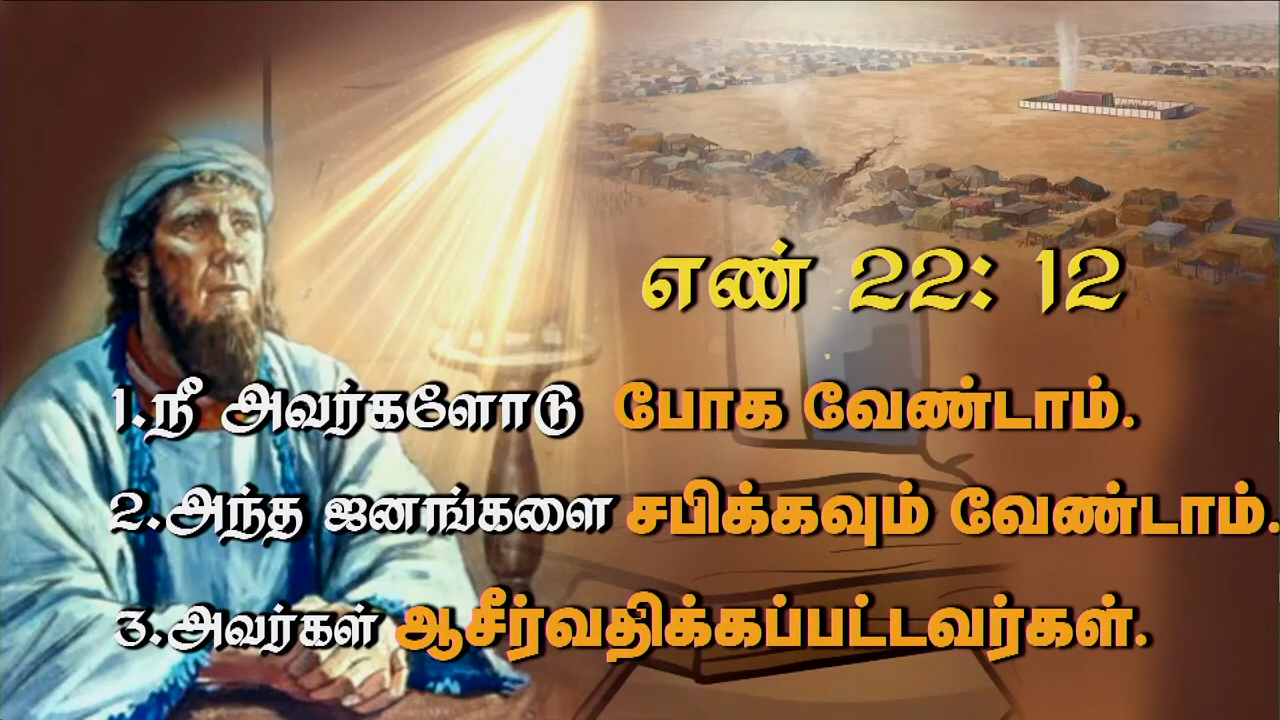 எண் 22: 12
1.நீ அவர்களோடு போக வேண்டாம்.
2.அந்த ஜனங்களை சபிக்கவும் வேண்டாம்.
3.அவர்கள் ஆசீர்வதிக்கப்பட்டவர்கள்.